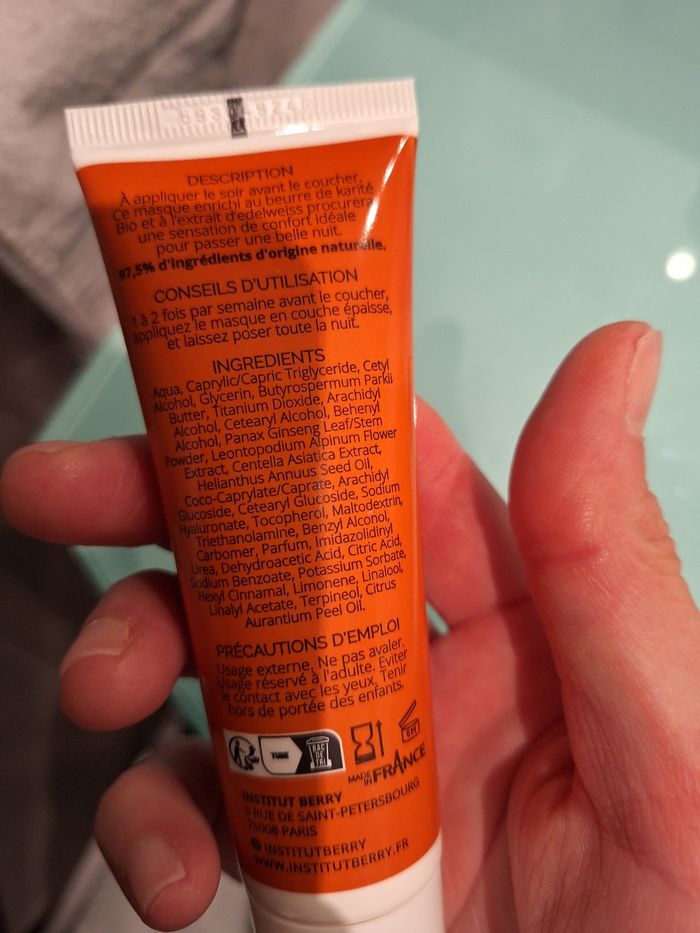 DESCRIPTION
À appliquer le soir avant le coucher.
Ce masque enrichi au beurre de karité
Bio et à l'extrait d'edelweiss procurera
une sensation de confort idéale
pour passer une belle nuit.
97,5% d'ingrédients d'origine naturelle.
CONSEILS D'UTILISATION
1 à 2 fois par semaine avant le coucher,
appliquez le masque en couche épaisse,
et laissez poser toute la nuit.
INGREDIENTS
Aqua, Caprylic/Capric Triglyceride, Cetyl
Alcohol, Glycerin, Butyrospermum Parkii
Butter, Titanium Dioxide, Arachidyl
Alcohol, Cetearyl Alcohol, Behenyl
Alcohol, Panax Ginseng Leaf/Stem
Powder, Leontopodium Alpinum Flower
Extract, Centella Asiatica Extract,
Helianthus Annuus Seed Oil,
Coco-Caprylate/Caprate, Arachidyl
Glucoside, Cetearyl Glucoside, Sodium
Hyaluronate, Tocopherol, Maltodextrin,
Triethanolamine, Benzyl Alconol,
Carbomer, Parfum, Imidazolidinyl
Urea, Dehydroacetic Acid, Citric Acid,
Sodium Benzoate, Potassium Sorbate,
Hexyl Cinnamal, Limonene, Linalool,
Linalyl Acetate, Terpineol, Citrus
Aurantium Peel Oil.
PRÉCAUTIONS D'EMPLOI
Usage externe. Ne pas avaler.
Usage réservé à l'adulte. Eviter
le contact avec les yeux. Tenir
hors de portée des enfants.
TUBE
BAC DE TRI
6M
MADE IN FRANCE
INSTITUT BERRY
6 RUE DE SAINT-PETERSBOURG
75008 PARIS
INSTITUTBERRY
WWW.INSTITUTBERRY.FR